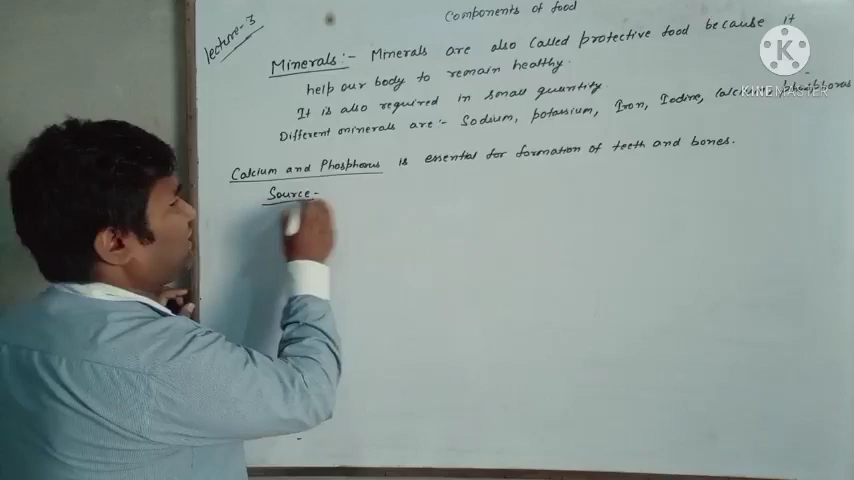 Components of food
Lecture-3
Minerals:- Minerals are also called protective food because it
help our body to remain healthy.
It is also required in small quantity.
Different minerals are:- Sodium, potassium, Iron, Iodine, calcium, phosphorus
Calcium and Phosphorus is essential for formation of teeth and bones.
Source-
K
KINEMASTER